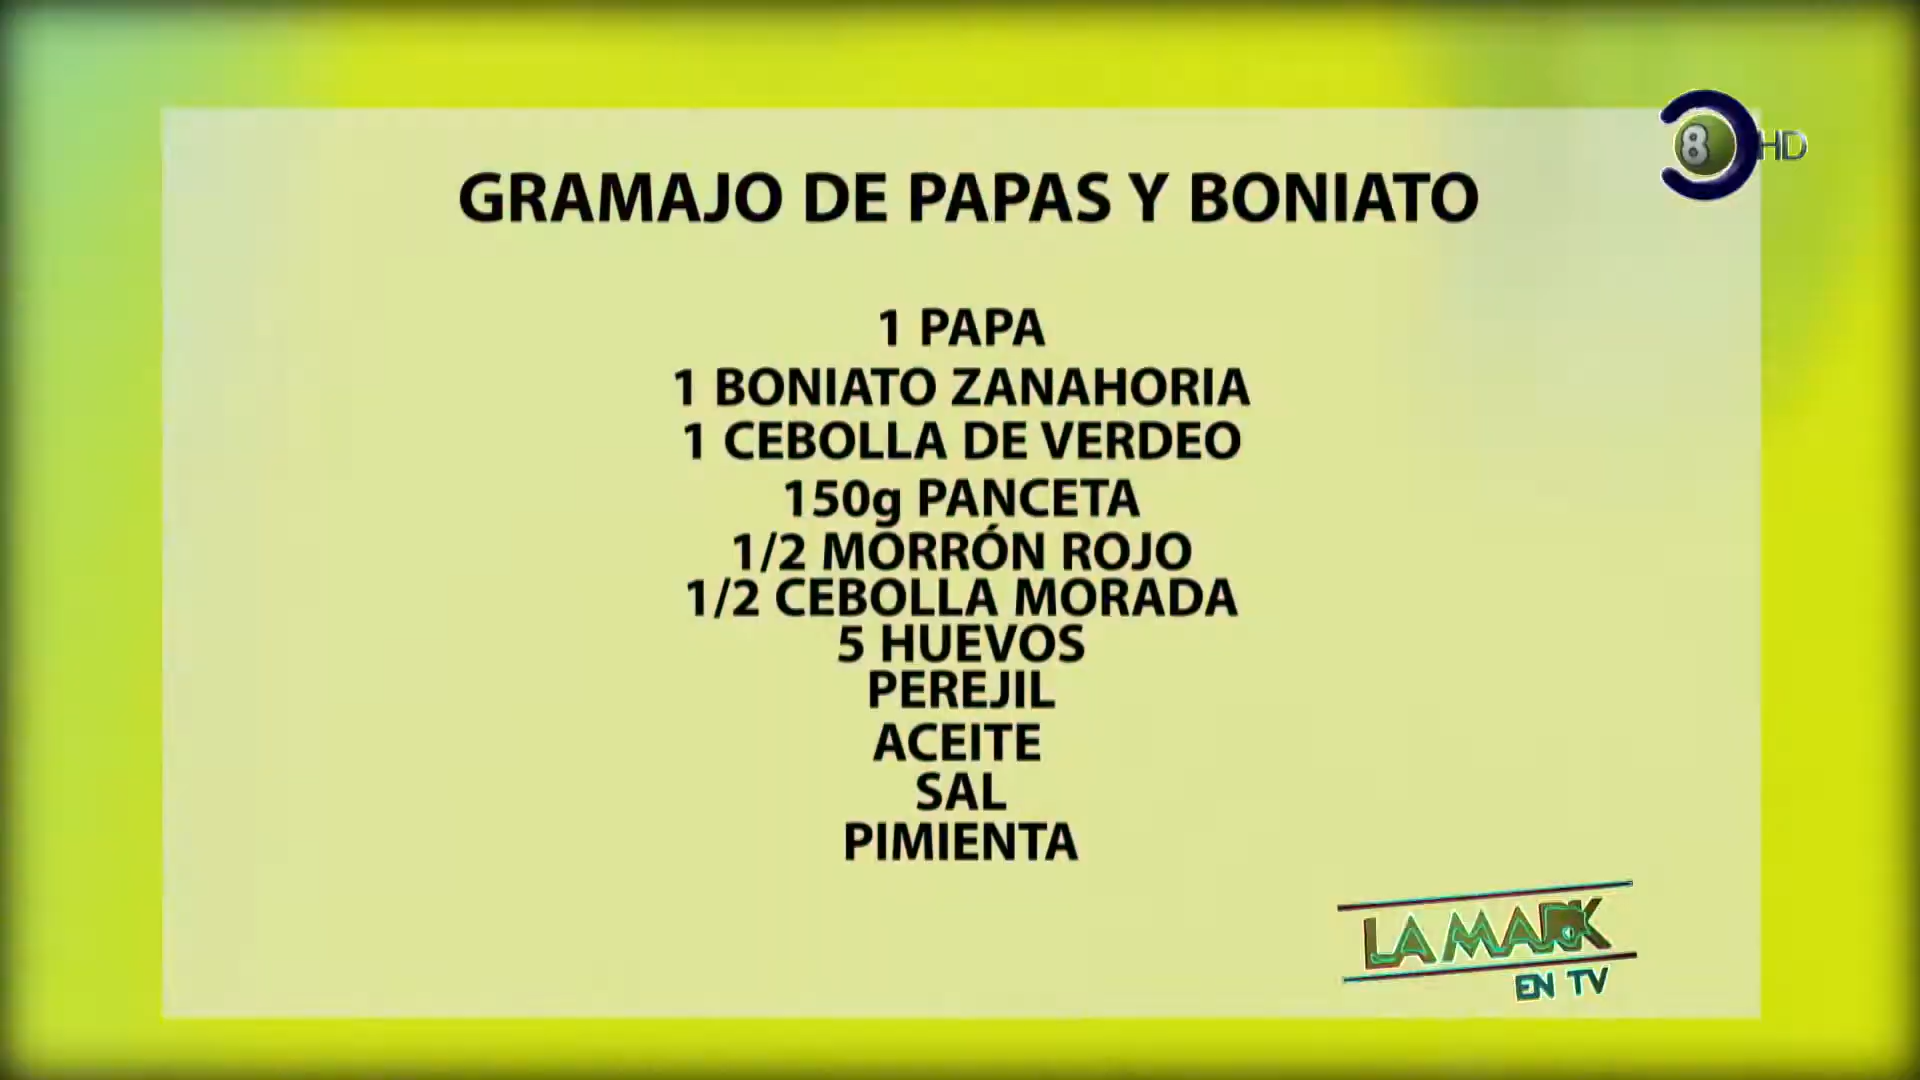 8 HD
GRAMAJO DE PAPAS Y BONIATO
1 PAPA
1 BONIATO ZANAHORIA
1 CEBOLLA DE VERDEO
150g PANCETA
1/2 MORRÓN ROJO
1/2 CEBOLLA MORADA
5 HUEVOS
PEREJIL
ACEITE
SAL
PIMIENTA
LA MARK
EN TV